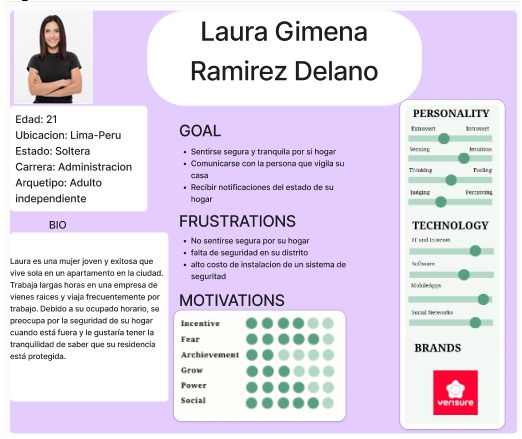 Laura Gimena
Ramirez Delano
Edad: 21
Ubicacion: Lima-Peru
Estado: Soltera
Carrera: Administracion
Arquetipo: Adulto
independiente
BIO
Laura es una mujer joven y exitosa que
vive sola en un apartamento en la ciudad.
Trabaja largas horas en una empresa de
vienes raices y viaja frecuentemente por
trabajo. Debido a su ocupado horario, se
preocupa por la seguridad de su hogar
cuando está fuera y le gustaría tener la
tranquilidad de saber que su residencia
está protegida.
GOAL
• Sentirse segura y tranquila por si hogar
• Comunicarse con la persona que vigila su
casa
• Recibir notificaciones del estado de su
hogar
FRUSTRATIONS
• No sentirse segura por su hogar
• falta de seguridad en su distrito
• alto costo de instalacion de un sistema de
seguritad
MOTIVATIONS
Incentive
Fear
Archievement
Grow
Power
Social
PERSONALITY
Extrovert Introvert
Sensing Intuition
Thinking Feeling
Judging Perceiving
TECHNOLOGY
IT and Internet
Software
MobileApps
Social Networks
BRANDS
verisure